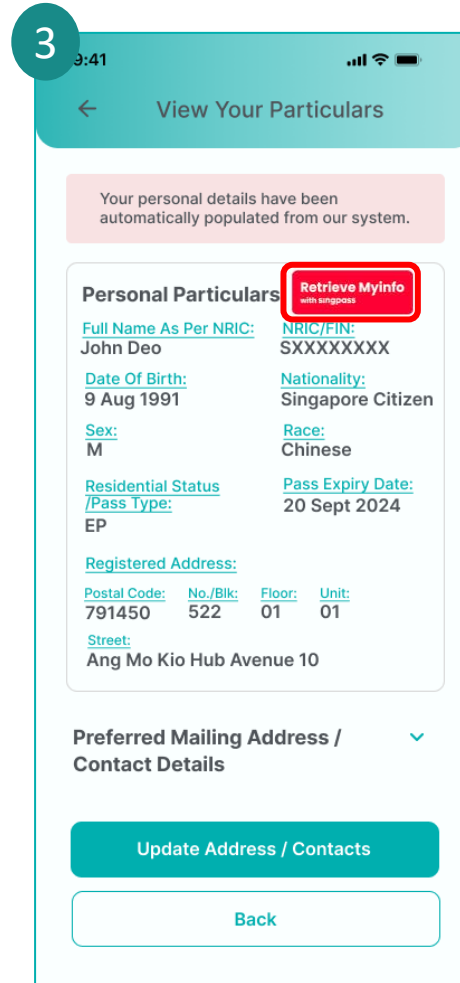 3
9:41
View Your Particulars
Your personal details have been
automatically populated from our system.
Personal Particulars
Retrieve Myinfo
with singpass
Full Name As Per NRIC: NRIC/FIN:
John Deo SXXXXXXXX
Date Of Birth: Nationality:
9 Aug 1991 Singapore Citizen
Sex: Race:
M Chinese
Residential Status
/Pass Type:
Pass Expiry Date:
EP
20 Sept 2024
Registered Address:
Postal Code: No./Blk: Floor: Unit:
791450 522 01 01
Street:
Ang Mo Kio Hub Avenue 10
Preferred Mailing Address /
Contact Details
Update Address / Contacts
Back